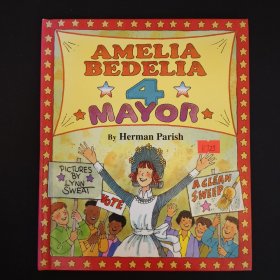 AMELIA
BEDELIA
4
MAYOR
By Herman Parish
PICTURES
BY
LYNN
SWEAT
VOTE
A CLEAN
SWEEP